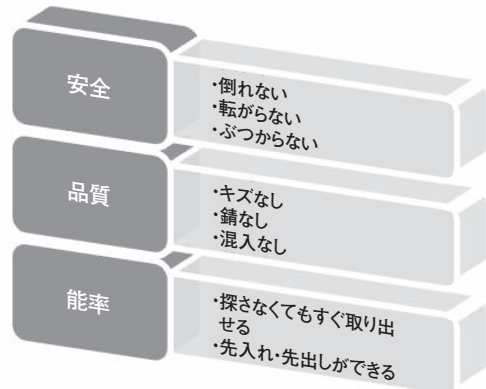 安全
・倒れない
・転がらない
・ぶつからない
品質
・キズなし
・錆なし
・混入なし
能率
・探さなくてもすぐ取り出
せる
・先入れ・先出しができる